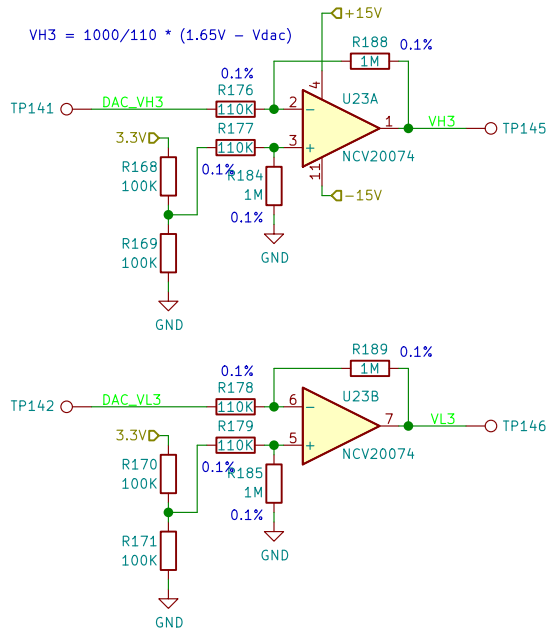 +15V
VH3 = 1000/110 * (1.65V – Vdac)
R188
0.1%
1M
0.1%
R176
4
U23A
TP141
DAC_VH3
110K
2
−
1
VH3
TP145
R177
3.3V
110K
3
+
NCV20074
R168
100K
0.1%
R184
1M
11
−15V
0.1%
R169
100K
GND
GND
R189
0.1%
1M
0.1%
R178
U23B
TP142
DAC_VL3
110K
6
−
7
VL3
TP146
R179
3.3V
110K
5
+
NCV20074
R170
100K
0.1%
R185
1M
0.1%
R171
100K
GND
GND